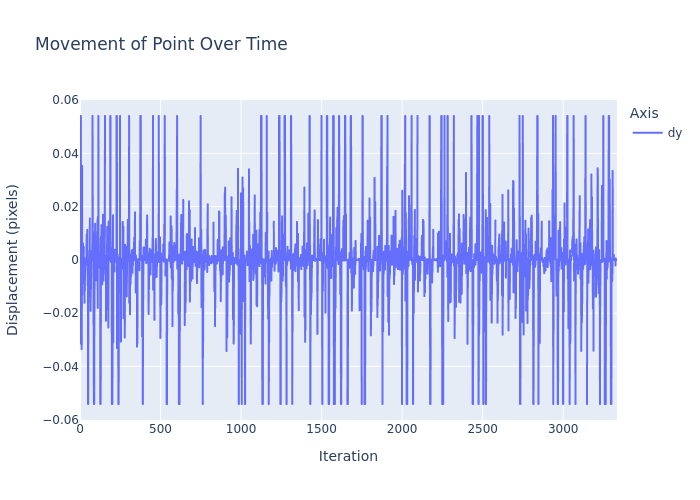 Movement of Point Over Time
Axis
dy
0.06
0.04
0.02
0
−0.02
−0.04
−0.06
Displacement (pixels)
0
500
1000
1500
2000
2500
3000
Iteration